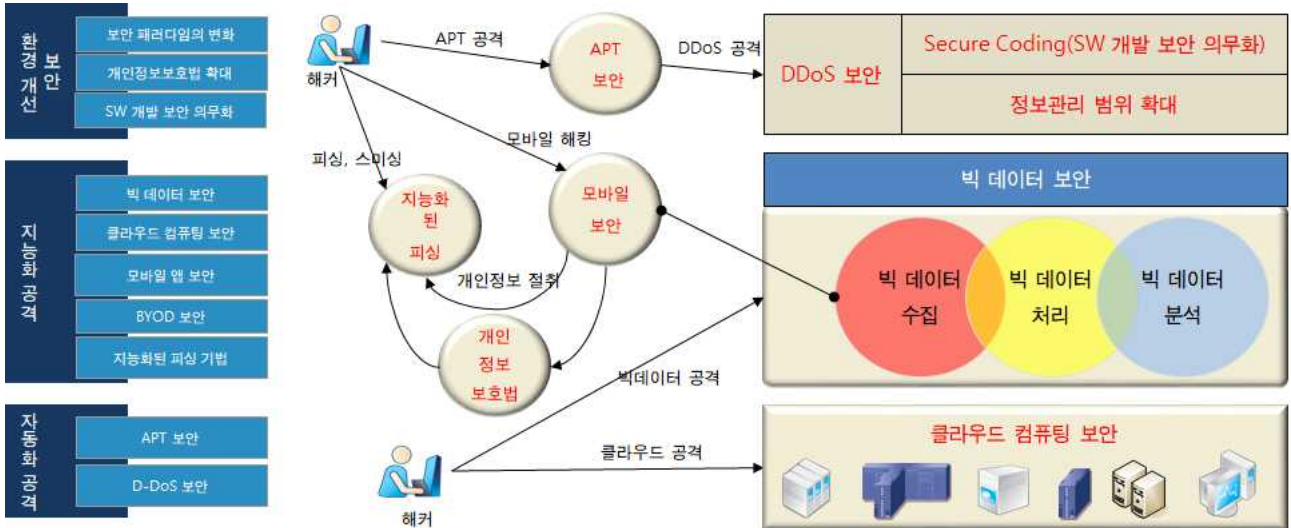 보안
환경 개선
보안 패러다임의 변화
개인정보보호법 확대
SW 개발 보안 의무화
지능화 공격
빅 데이터 보안
클라우드 컴퓨팅 보안
모바일 앱 보안
BYOD 보안
지능화된 피싱 기법
자동화 공격
APT 보안
D-DoS 보안
해커
APT 공격
APT
보안
DDoS 공격
모바일 해킹
피싱, 스미싱
지능화
된
피싱
모바일
보안
개인정보 절취
개인
정보
보호법
빅데이터 공격
클라우드 공격
해커
DDoS 보안
Secure Coding(SW 개발 보안 의무화)
정보관리 범위 확대
빅 데이터 보안
빅 데이터
수집
빅 데이터
처리
빅 데이터
분석
클라우드 컴퓨팅 보안